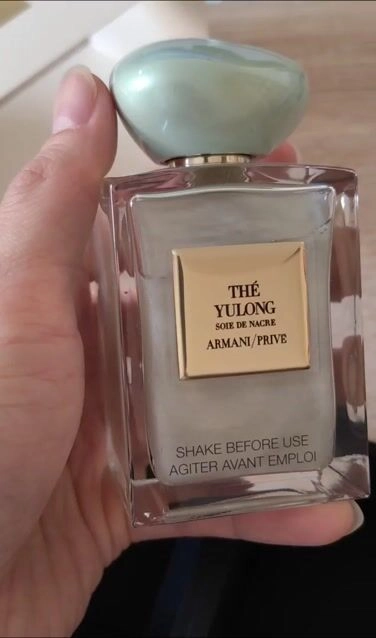 THÉ
YULONG
SOIE DE NACRE
ARMANI/PRIVE
SHAKE BEFORE USE
AGITER AVANT EMPLOI